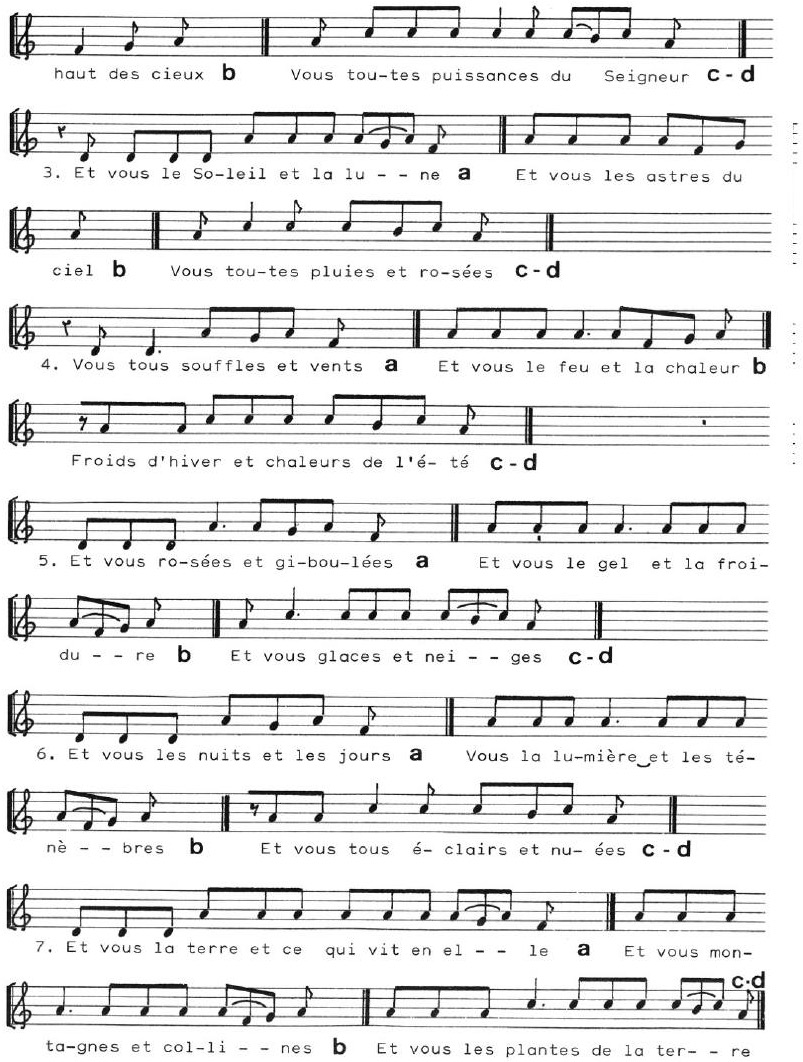 haut des cieux b Vous tou-tes puissances du Seigneur c - d
3. Et vous le So-leil et la lu - - ne a Et vous les astres du
ciel b Vous tou-tes pluies et ro-sées c - d
4. Vous tous souffles et vents a Et vous le feu et la chaleur b
Froids d'hiver et chaleurs de l'é- té c - d
5. Et vous ro-sées et gi-bou-lées a Et vous le gel et la froi-
du - - re b Et vous glaces et nei - - ges c - d
6. Et vous les nuits et les jours a Vous la lu-mière‿et les té-
nè - - bres b Et vous tous é- clairs et nu- ées c - d
7. Et vous la terre et ce qui vit en el - - le a Et vous mon-
c-d
ta-gnes et col-li - - nes b Et vous les plantes de la ter- - re